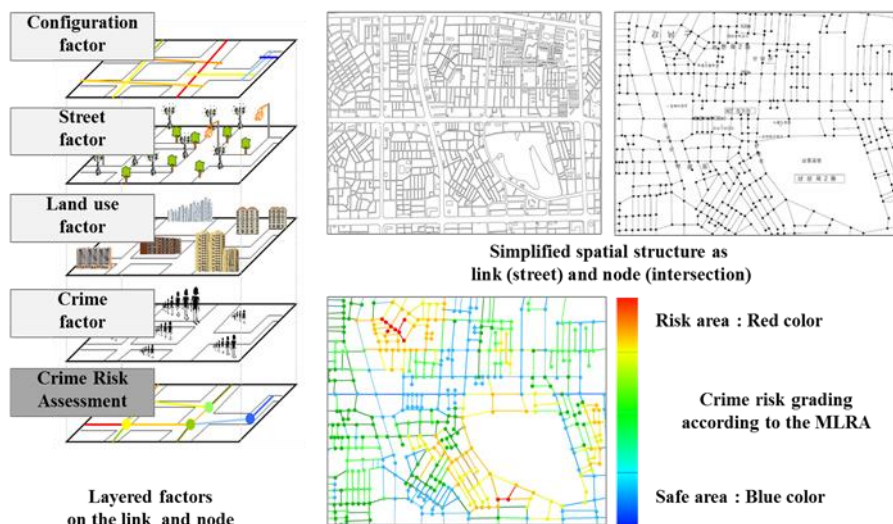 Configuration
factor
Street
factor
Land use
factor
Crime
factor
Crime Risk
Assessment
Layered factors
on the link and node
Simplified spatial structure as
link (street) and node (intersection)
Risk area : Red color
Crime risk grading
according to the MLRA
Safe area : Blue color